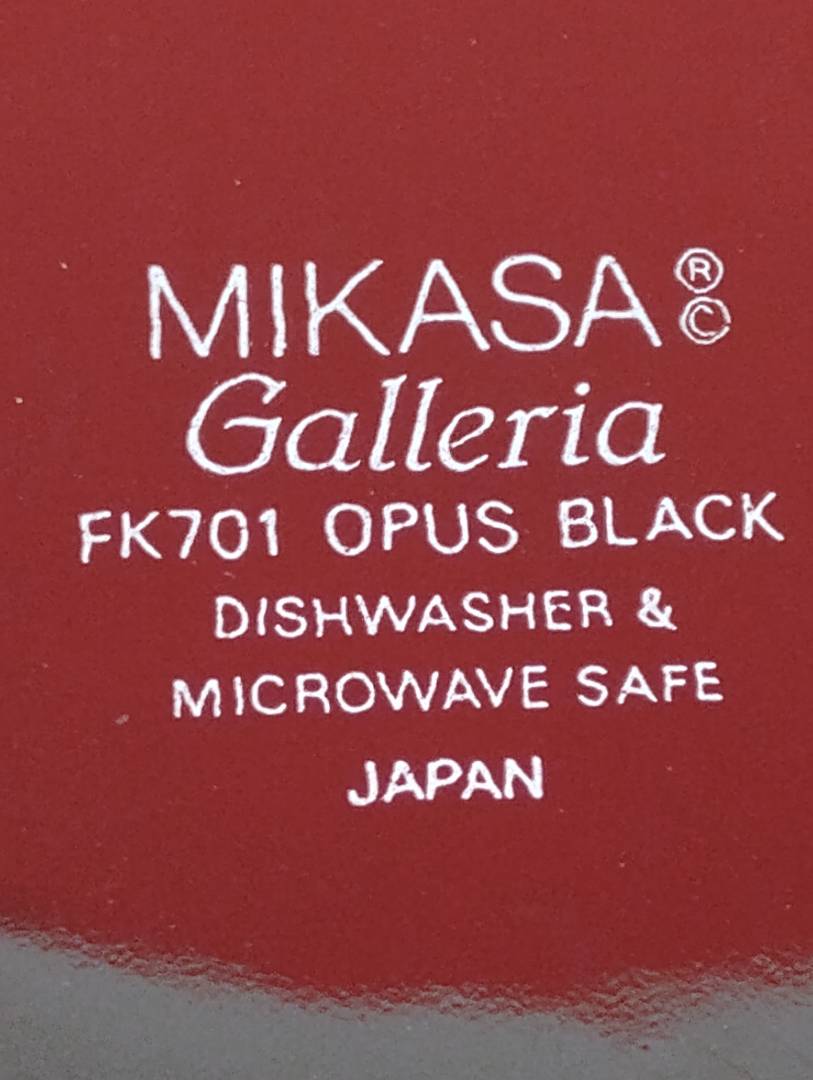 MIKASA®©
Galleria
FK701 OPUS BLACK
DISHWASHER &
MICROWAVE SAFE
JAPAN